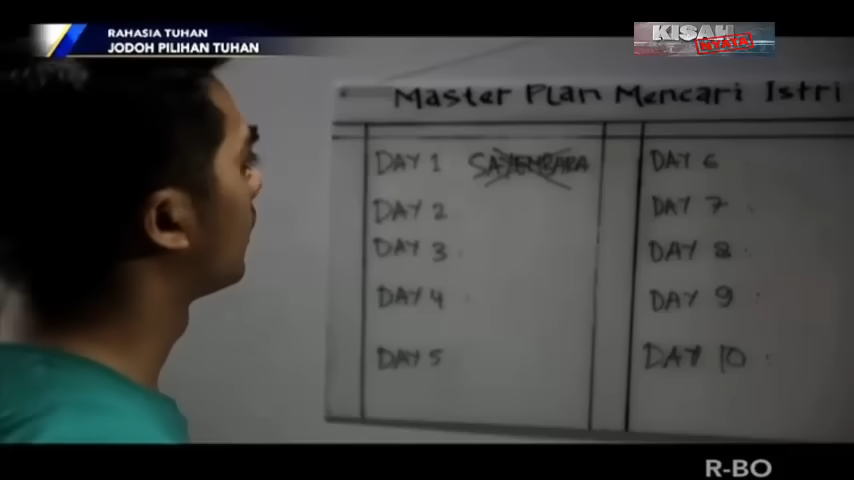 RAHASIA TUHAN
JODOH PILIHAN TUHAN
KISAH
NYATA
Master Plan Mencari Istri
DAY 1 SAYEMBARA
DAY 2
DAY 3
DAY 4
DAY 5
DAY 6
DAY 7
DAY 8
DAY 9
DAY 10
R-BO